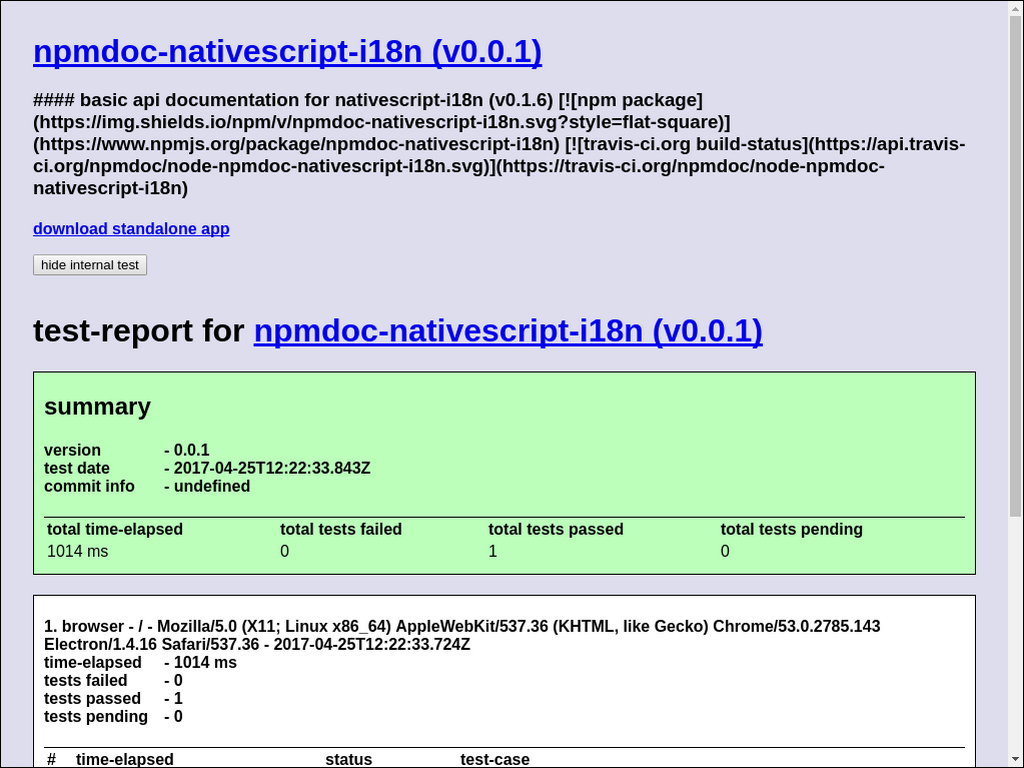 npmdoc-nativescript-i18n (v0.0.1)
#### basic api documentation for nativescript-i18n (v0.1.6) [![npm package]
(https://img.shields.io/npm/v/npmdoc-nativescript-i18n.svg?style=flat-square)]
(https://www.npmjs.org/package/npmdoc-nativescript-i18n) [![travis-ci.org build-status](https://api.travis-
ci.org/npmdoc/node-npmdoc-nativescript-i18n.svg)](https://travis-ci.org/npmdoc/node-npmdoc-
nativescript-i18n)
download standalone app
hide internal test
test-report for npmdoc-nativescript-i18n (v0.0.1)
summary
version - 0.0.1
test date - 2017-04-25T12:22:33.843Z
commit info - undefined
total time-elapsed total tests failed total tests passed total tests pending
1014 ms 0 1 0
1. browser - / - Mozilla/5.0 (X11; Linux x86_64) AppleWebKit/537.36 (KHTML, like Gecko) Chrome/53.0.2785.143
Electron/1.4.16 Safari/537.36 - 2017-04-25T12:22:33.724Z
time-elapsed - 1014 ms
tests failed - 0
tests passed - 1
tests pending - 0
# time-elapsed status test-case